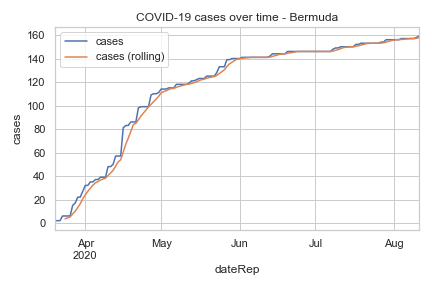 COVID-19 cases over time - Bermuda
cases
cases (rolling)
160
140
120
100
80
60
40
20
0
cases
Apr
2020
May
Jun
Jul
Aug
dateRep